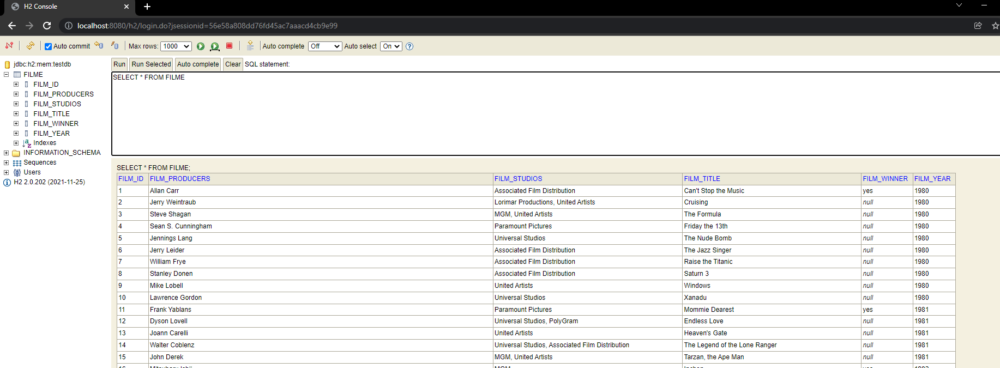 H2 Console
localhost:8080/h2/login.do?jsessionid=56e58a808dd76fd45ac7aaacd4cb9e99
Auto commit Max rows: 1000 Auto complete Off Auto select On
jdbc:h2:mem:testdb
FILME
FILM_ID
FILM_PRODUCERS
FILM_STUDIOS
FILM_TITLE
FILM_WINNER
FILM_YEAR
Indexes
INFORMATION_SCHEMA
Sequences
Users
H2 2.0.202 (2021-11-25)
Run Run Selected Auto complete Clear SQL statement:
SELECT * FROM FILME
SELECT * FROM FILME;
FILM_ID FILM_PRODUCERS FILM_STUDIOS FILM_TITLE FILM_WINNER FILM_YEAR
1 Allan Carr Associated Film Distribution Can't Stop the Music yes 1980
2 Jerry Weintraub Lorimar Productions, United Artists Cruising null 1980
3 Steve Shagan MGM, United Artists The Formula null 1980
4 Sean S. Cunningham Paramount Pictures Friday the 13th null 1980
5 Jennings Lang Universal Studios The Nude Bomb null 1980
6 Jerry Leider Associated Film Distribution The Jazz Singer null 1980
7 William Frye Associated Film Distribution Raise the Titanic null 1980
8 Stanley Donen Associated Film Distribution Saturn 3 null 1980
9 Mike Lobell United Artists Windows null 1980
10 Lawrence Gordon Universal Studios Xanadu null 1980
11 Frank Yablans Paramount Pictures Mommie Dearest yes 1981
12 Dyson Lovell Universal Studios, PolyGram Endless Love null 1981
13 Joann Carelli United Artists Heaven's Gate null 1981
14 Walter Coblenz Universal Studios, Associated Film Distribution The Legend of the Lone Ranger null 1981
15 John Derek MGM, United Artists Tarzan, the Ape Man null 1981